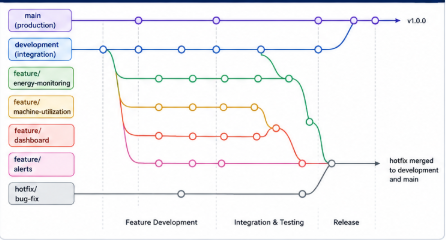 main
(production)
v1.0.0
development
(integration)
feature/
energy-monitoring
feature/
machine-utilization
feature/
dashboard
feature/
alerts
hotfix merged
to development
and main
hotfix/
bug-fix
Feature Development
Integration & Testing
Release